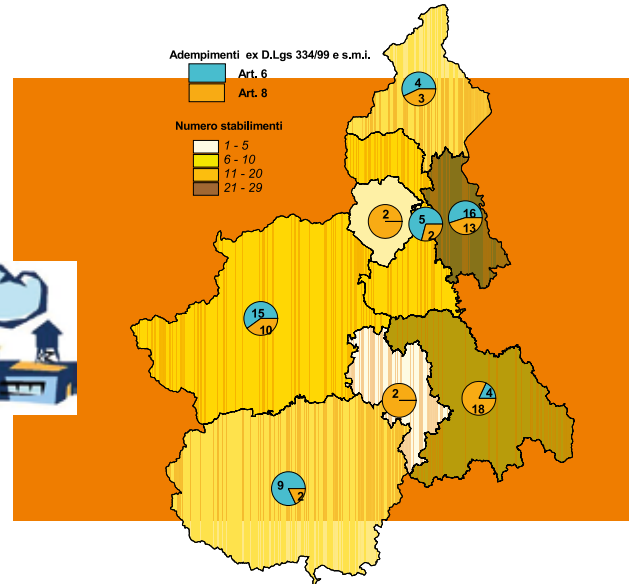 Adempimenti ex D.Lgs 334/99 e s.m.i.
Art. 6
Art. 8
Numero stabilimenti
1 - 5
6 - 10
11 - 20
21 - 29
4
3
2
5
2
16
13
15
10
2
4
18
9
2